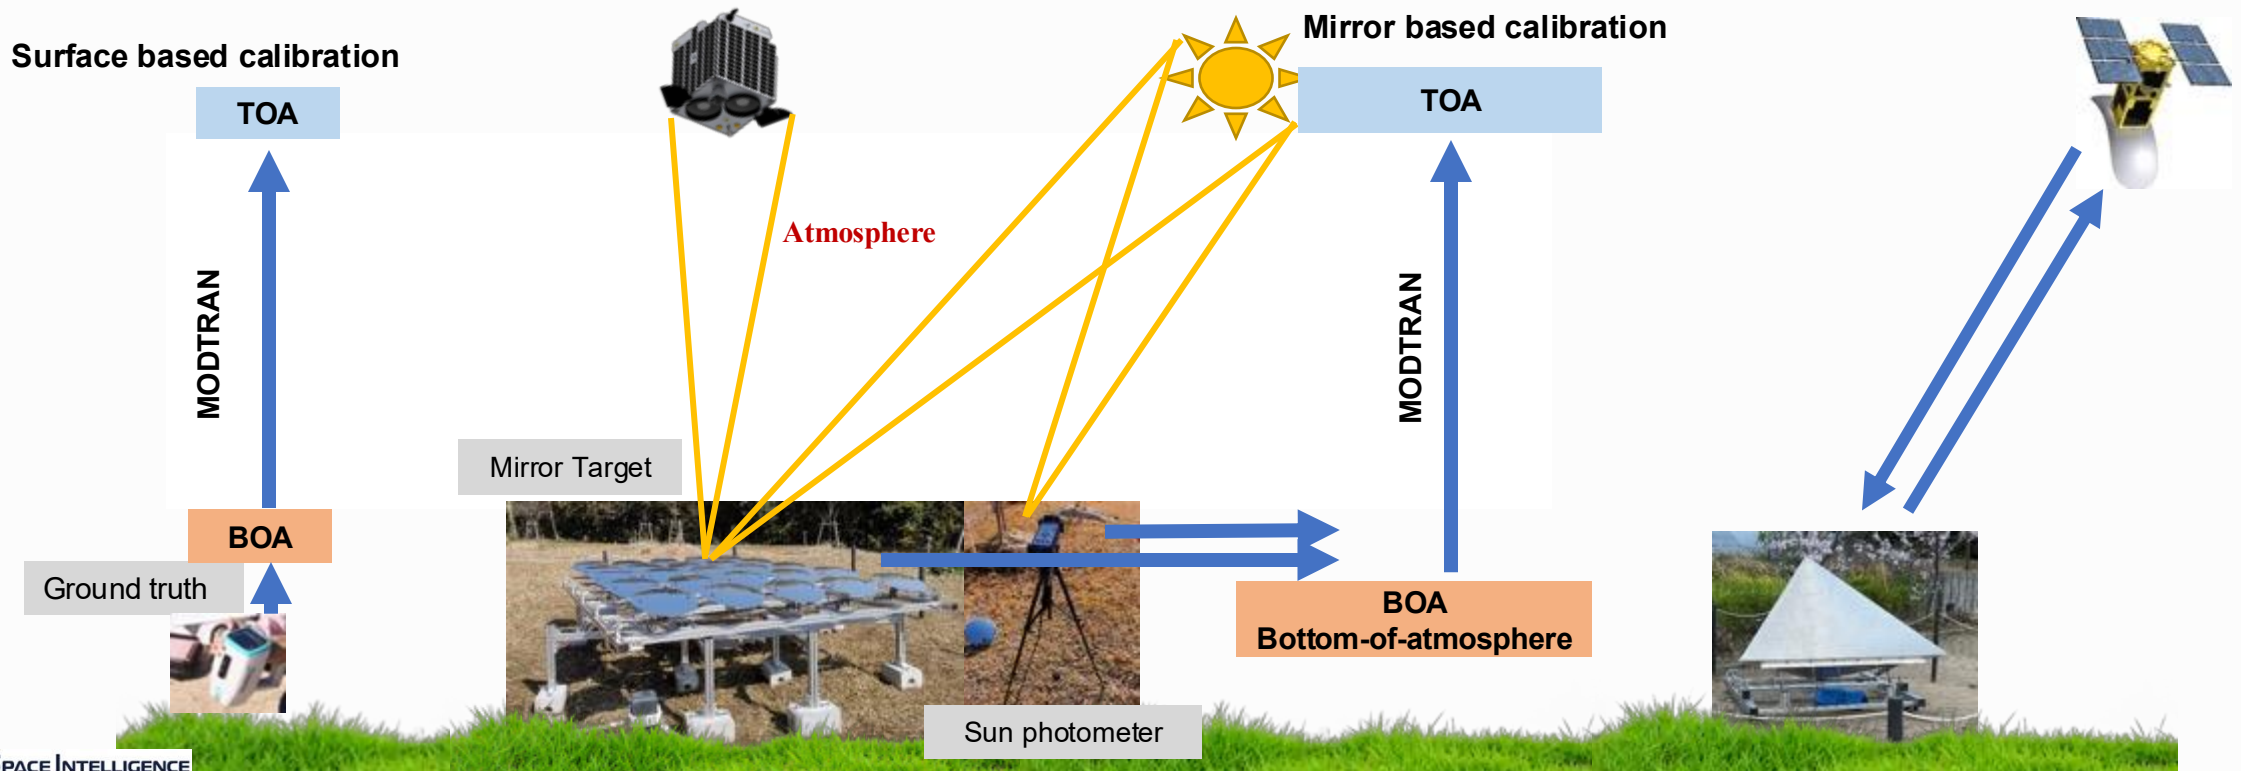 Surface based calibration
TOA
MODTRAN
BOA
Ground truth
Atmosphere
Mirror Target
Sun photometer
Mirror based calibration
TOA
MODTRAN
BOA
Bottom-of-atmosphere
PACE INTELLIGENCE